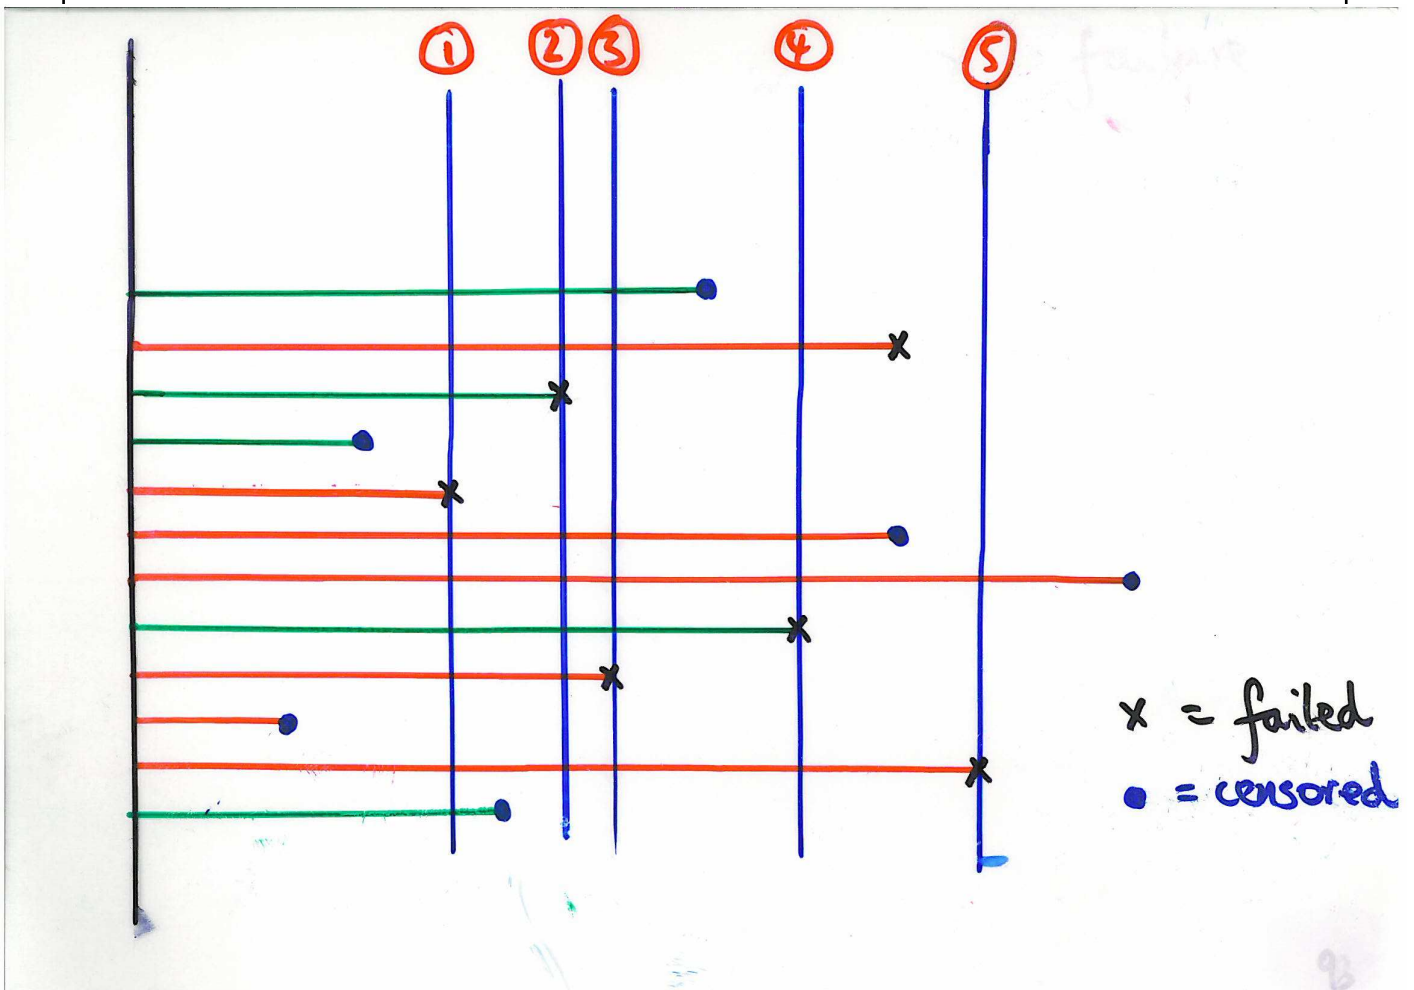 1 2 3 4 5
x = failed
● = censored